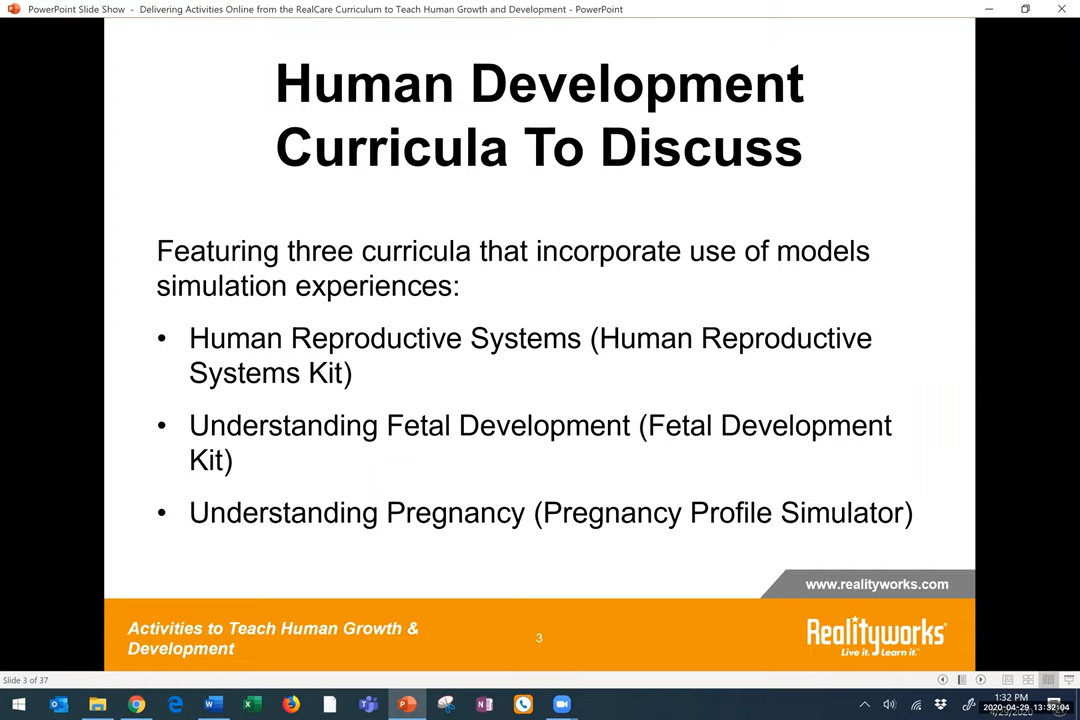 PowerPoint Slide Show - Delivering Activities Online from the RealCare Curriculum to Teach Human Growth and Development - PowerPoint
Human Development
Curricula To Discuss
Featuring three curricula that incorporate use of models
simulation experiences:
• Human Reproductive Systems (Human Reproductive
Systems Kit)
• Understanding Fetal Development (Fetal Development
Kit)
• Understanding Pregnancy (Pregnancy Profile Simulator)
www.realityworks.com
Activities to Teach Human Growth &
Development
3
Realityworks
Live it. Learn it.™
Slide 3 of 37
1:32 PM
2020-04-29 13:32:04